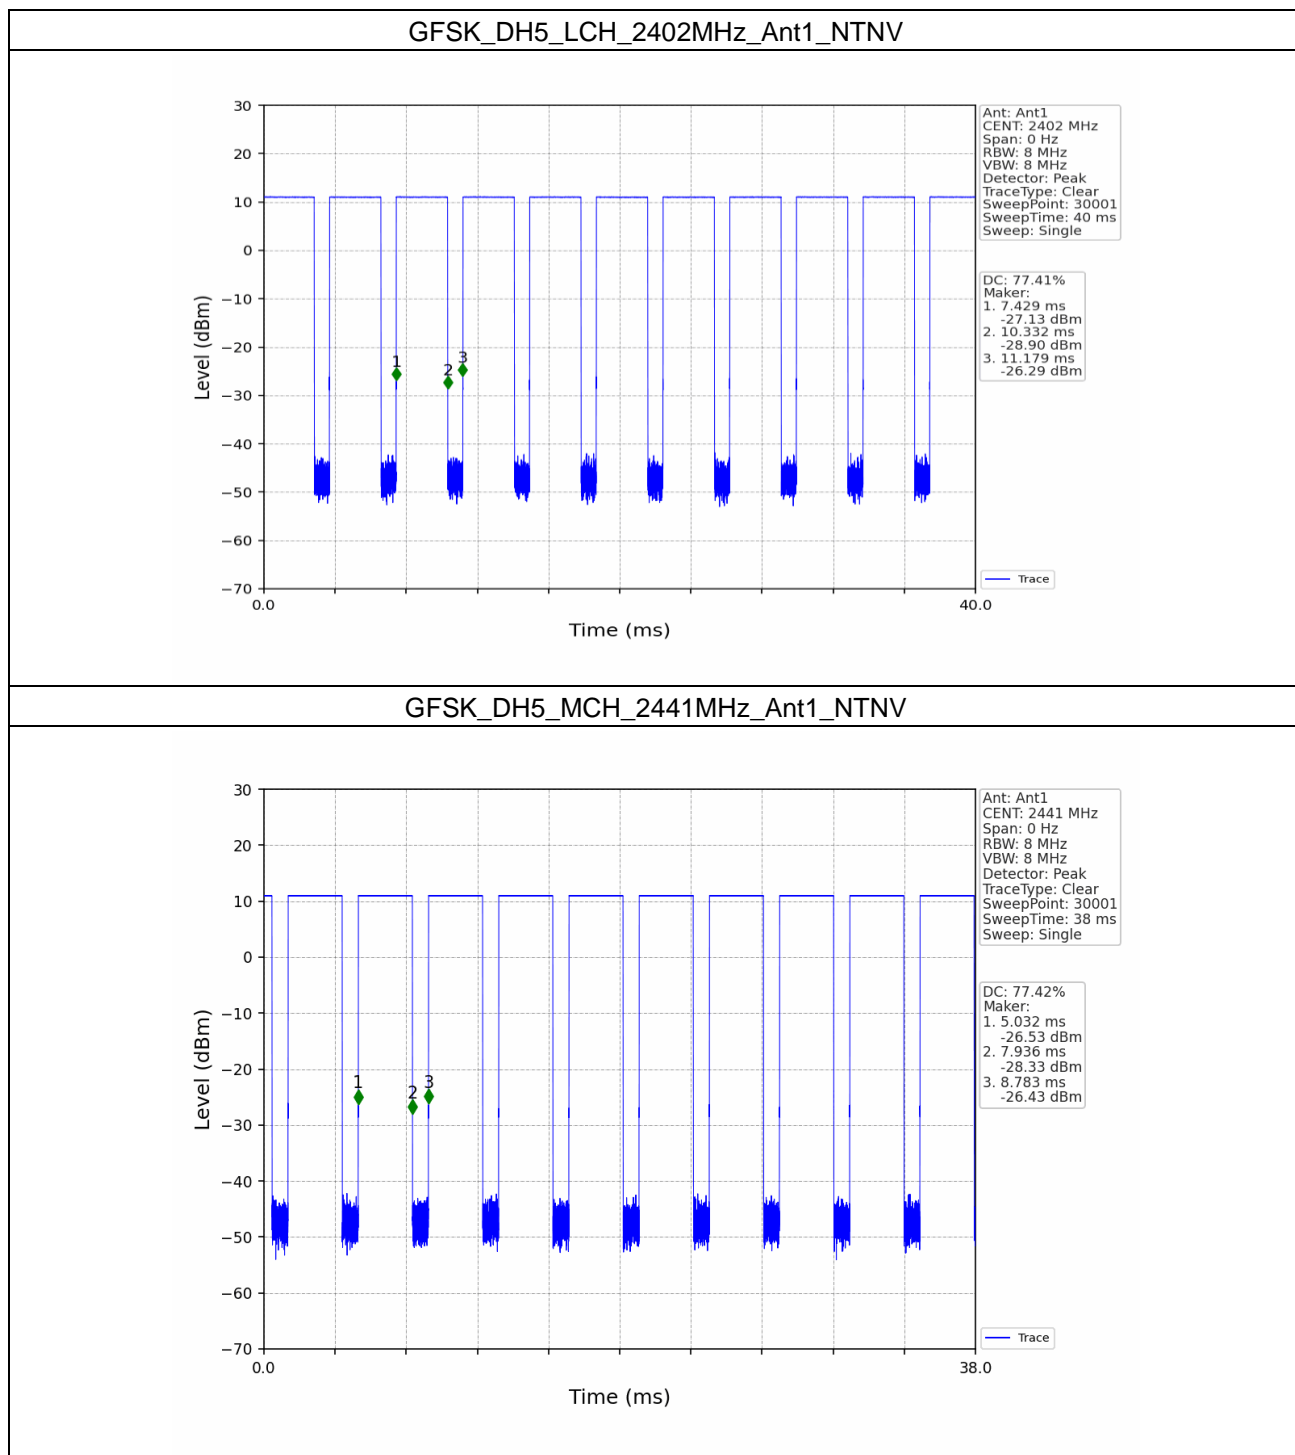 GFSK_DH5_LCH_2402MHz_Ant1_NTNV
30
20
10
0
−10
−20
−30
−40
−50
−60
−70
Level (dBm)
1
2
3
0.0
40.0
Time (ms)
Ant: Ant1
CENT: 2402 MHz
Span: 0 Hz
RBW: 8 MHz
VBW: 8 MHz
Detector: Peak
TraceType: Clear
SweepPoint: 30001
SweepTime: 40 ms
Sweep: Single
DC: 77.41%
Maker:
1. 7.429 ms
-27.13 dBm
2. 10.332 ms
-28.90 dBm
3. 11.179 ms
-26.29 dBm
Trace
GFSK_DH5_MCH_2441MHz_Ant1_NTNV
30
20
10
0
−10
−20
−30
−40
−50
−60
−70
Level (dBm)
1
2
3
0.0
38.0
Time (ms)
Ant: Ant1
CENT: 2441 MHz
Span: 0 Hz
RBW: 8 MHz
VBW: 8 MHz
Detector: Peak
TraceType: Clear
SweepPoint: 30001
SweepTime: 38 ms
Sweep: Single
DC: 77.42%
Maker:
1. 5.032 ms
-26.53 dBm
2. 7.936 ms
-28.33 dBm
3. 8.783 ms
-26.43 dBm
Trace